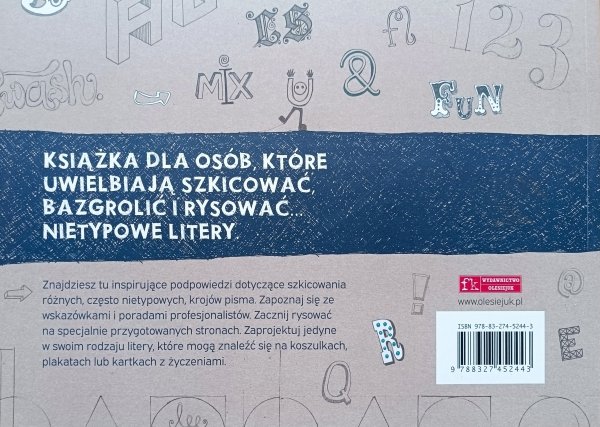 ES
n
123
Swash.
MIX
U
&
FUN
KSIĄŻKA DLA OSÓB, KTÓRE
UWIELBIAJĄ SZKICOWAĆ,
BAZGROLIĆ I RYSOWAĆ...
NIETYPOWE LITERY.
Znajdziesz tu inspirujące podpowiedzi dotyczące szkicowania
różnych, często nietypowych, krojów pisma. Zapoznaj się ze
wskazówkami i poradami profesjonalistów. Zacznij rysować
na specjalnie przygotowanych stronach. Zaprojektuj jedyne
w swoim rodzaju litery, które mogą znaleźć się na koszulkach,
plakatach lub kartkach z życzeniami.
fk WYDAWNICTWO
OLESIEJUK
www.olesiejuk.pl
ISBN 978-83-274-5244-3
9 788327 452443
!
@
R
E
Q